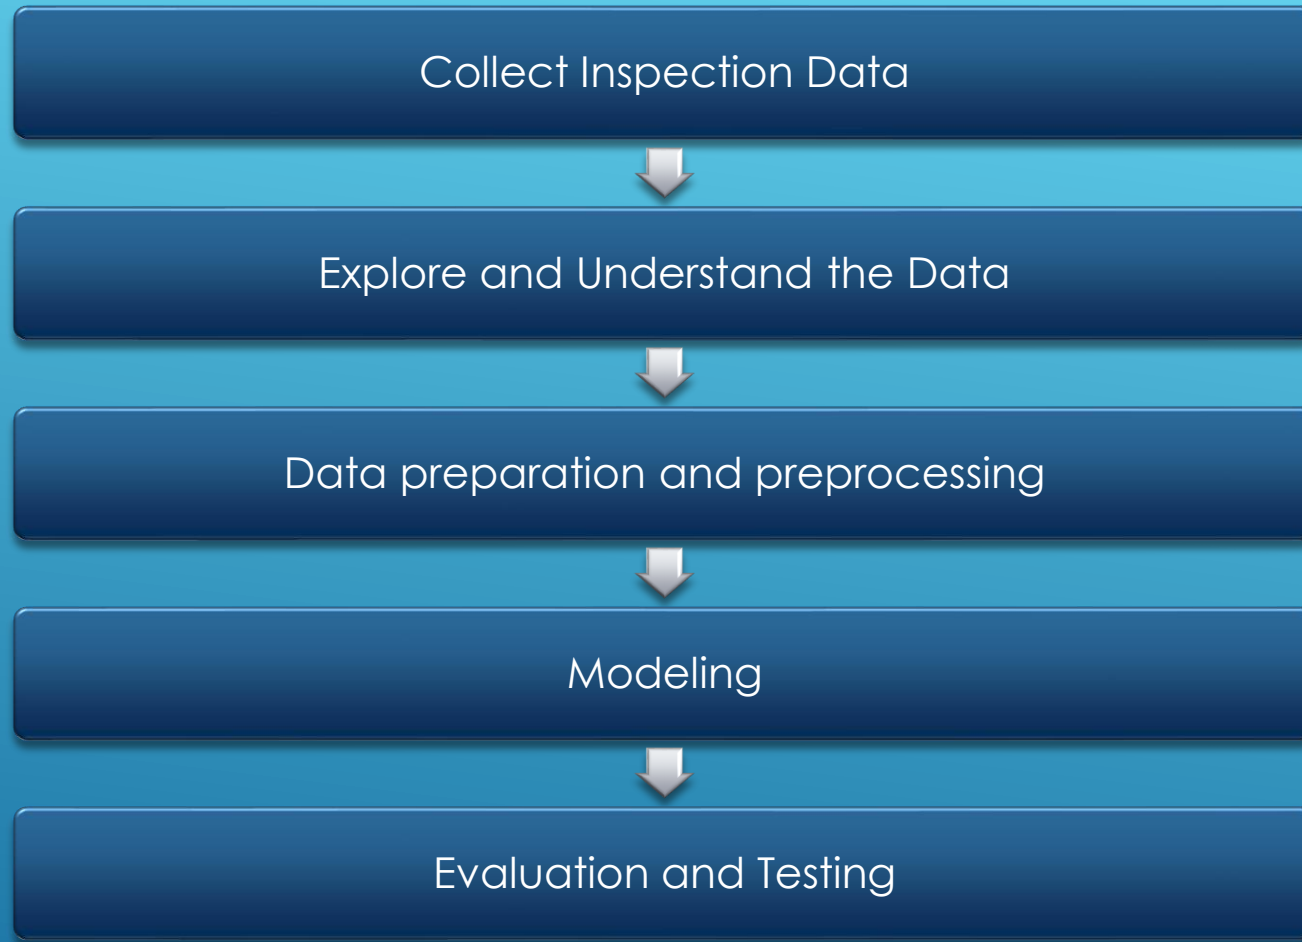 Collect Inspection Data
Explore and Understand the Data
Data preparation and preprocessing
Modeling
Evaluation and Testing